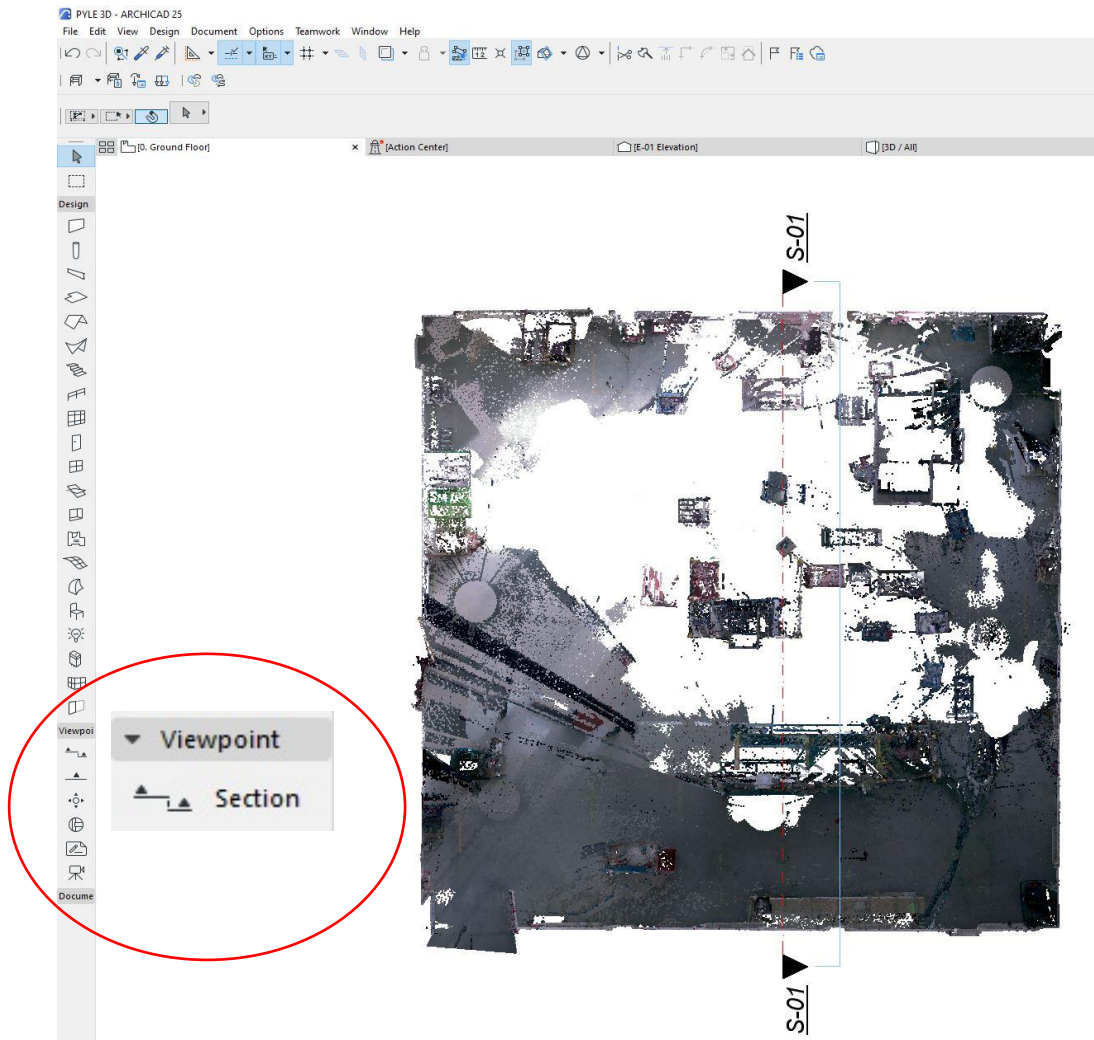 PYLE 3D - ARCHICAD 25
File Edit View Design Document Options Teamwork Window Help
[0. Ground Floor] [Action Center] [E-01 Elevation] [3D / All]
S-01
Design
Viewpoi
Viewpoint
Section
Docume
S-01